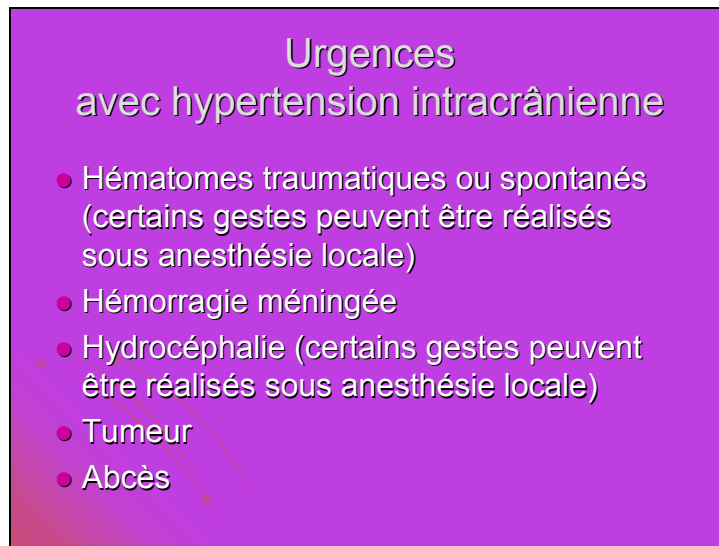 Urgences
avec hypertension intracrânienne
● Hématomes traumatiques ou spontanés
(certains gestes peuvent être réalisés
sous anesthésie locale)
● Hémorragie méningée
● Hydrocéphalie (certains gestes peuvent
être réalisés sous anesthésie locale)
● Tumeur
● Abcès